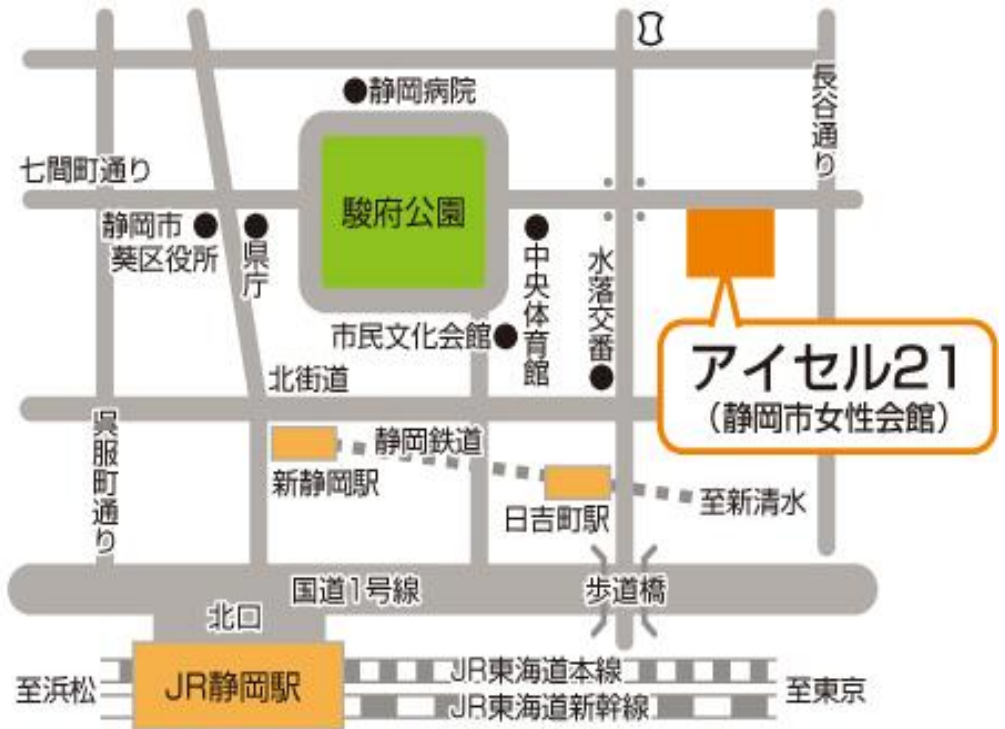 静岡病院
長谷通り
七間町通り
駿府公園
静岡市
葵区役所
県庁
中央体育館
水落交番
市民文化会館
アイセル21
（静岡市女性会館）
北街道
呉服町通り
静岡鉄道
新静岡駅
日吉町駅
至新清水
国道1号線
歩道橋
北口
JR静岡駅
至浜松
JR東海道本線
JR東海道新幹線
至東京